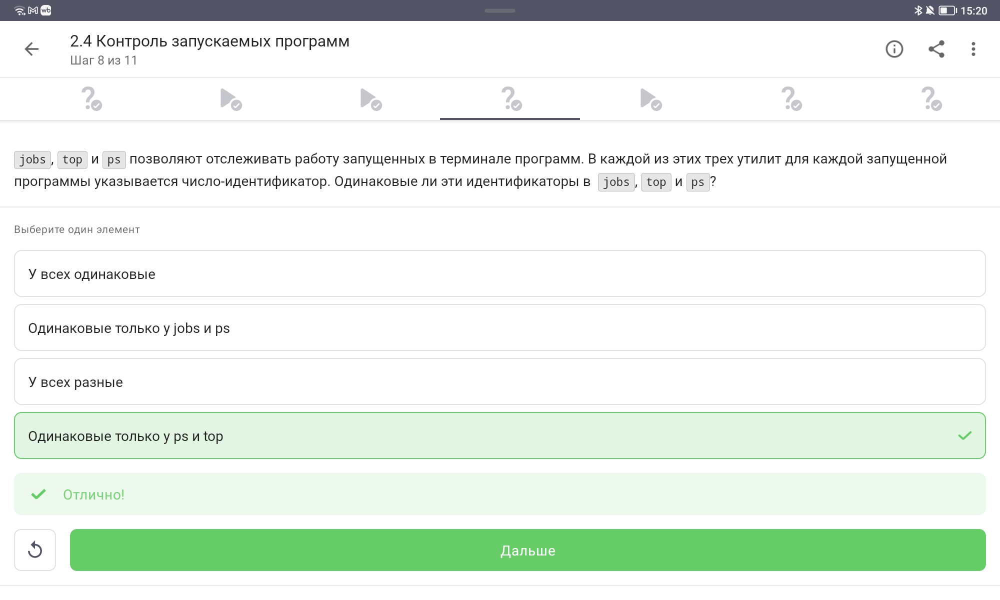 wb
15:20
2.4 Контроль запускаемых программ
Шаг 8 из 11
jobs, top и ps позволяют отслеживать работу запущенных в терминале программ. В каждой из этих трех утилит для каждой запущенной
программы указывается число-идентификатор. Одинаковые ли эти идентификаторы в jobs, top и ps?
Выберите один элемент
У всех одинаковые
Одинаковые только у jobs и ps
У всех разные
Одинаковые только у ps и top
Отлично!
Дальше